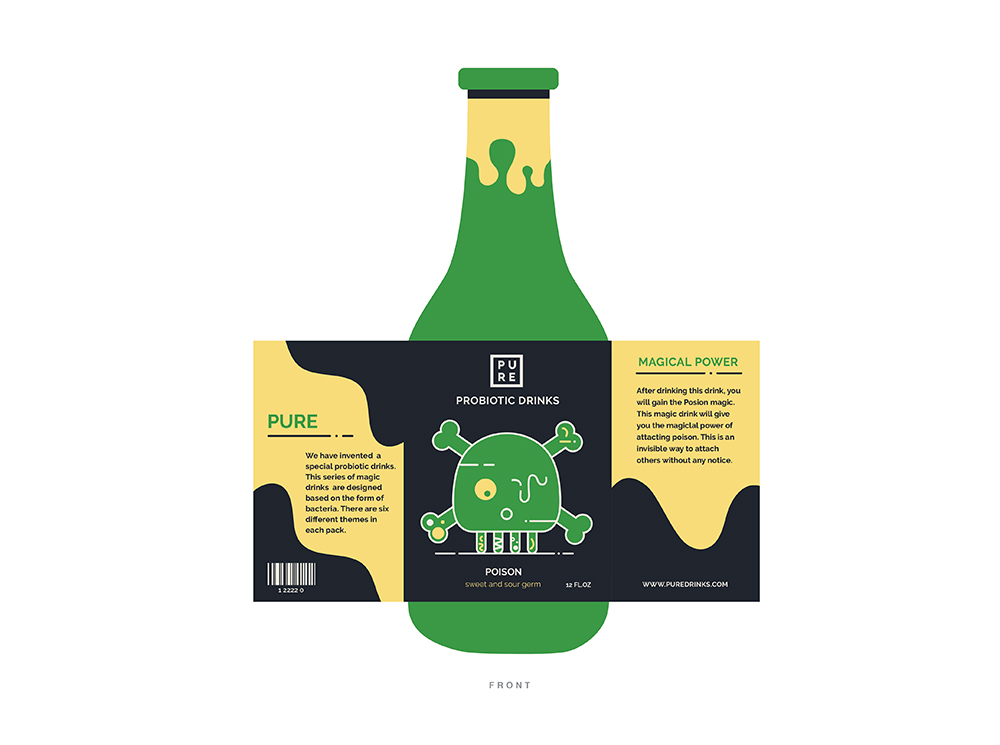 PURE
We have invented a
special probiotic drinks.
This series of magic
drinks are designed
based on the form of
bacteria. There are six
different themes in
each pack.
1 2222 0
PU
RE
PROBIOTIC DRINKS
POISON
sweet and sour germ
12 FL.OZ
MAGICAL POWER
After drinking this drink, you
will gain the Posion magic.
This magic drink will give
you the magictal power of
attacting poison. This is an
invisible way to attach
others without any notice.
WWW.PUREDRINKS.COM
FRONT